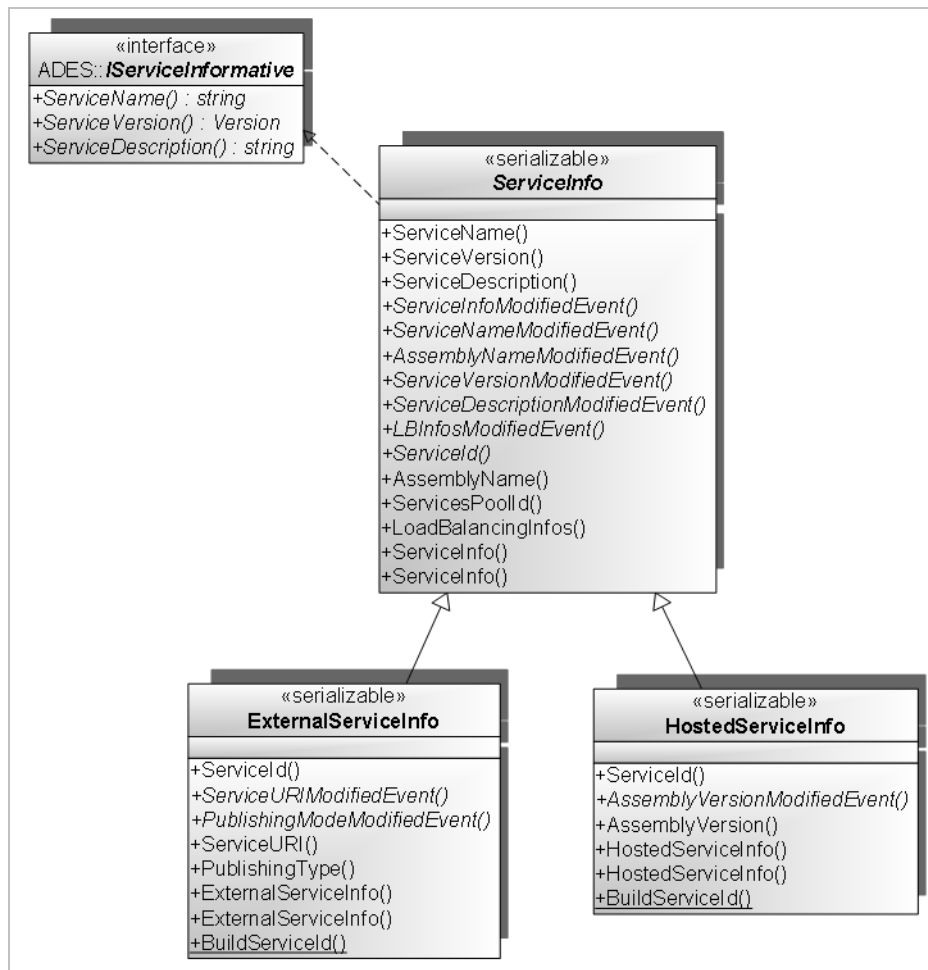 «interface»
ADES::IServiceInformative
+ServiceName() : string
+ServiceVersion() : Version
+ServiceDescription() : string
«serializable»
ServiceInfo
+ServiceName()
+ServiceVersion()
+ServiceDescription()
+ServiceInfoModifiedEvent()
+ServiceNameModifiedEvent()
+AssemblyNameModifiedEvent()
+ServiceVersionModifiedEvent()
+ServiceDescriptionModifiedEvent()
+LBInfosModifiedEvent()
+ServiceId()
+AssemblyName()
+ServicesPoolId()
+LoadBalancingInfos()
+ServiceInfo()
+ServiceInfo()
«serializable»
ExternalServiceInfo
+ServiceId()
+ServiceURIModifiedEvent()
+PublishingModeModifiedEvent()
+ServiceURI()
+PublishingType()
+ExternalServiceInfo()
+ExternalServiceInfo()
+BuildServiceId()
«serializable»
HostedServiceInfo
+ServiceId()
+AssemblyVersionModifiedEvent()
+AssemblyVersion()
+HostedServiceInfo()
+HostedServiceInfo()
+BuildServiceId()